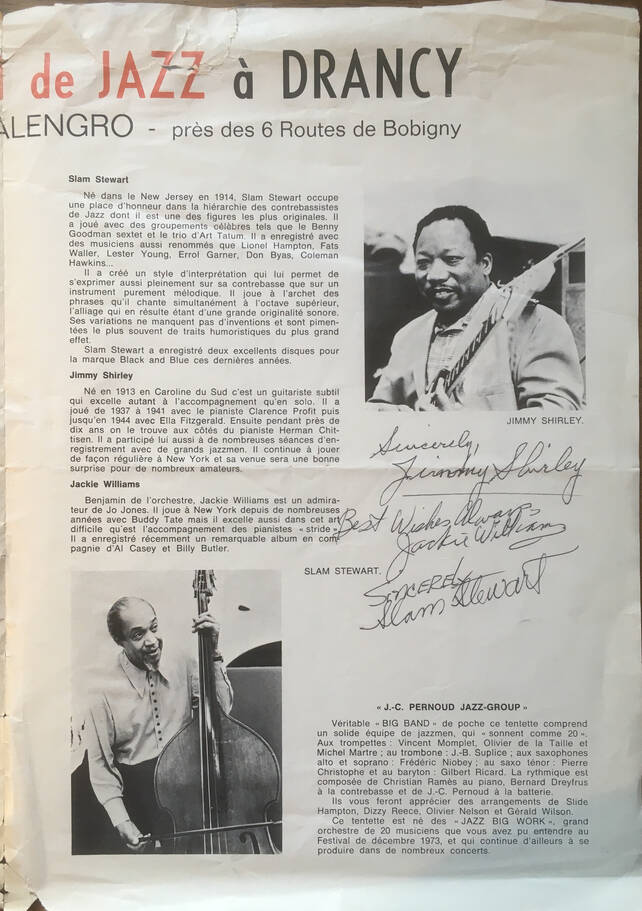 de JAZZ à DRANCY
ALENGRO - près des 6 Routes de Bobigny
Slam Stewart
Né dans le New Jersey en 1914, Slam Stewart occupe
une place d'honneur dans la hiérarchie des contrebassistes
de Jazz dont il est une des figures les plus originales. Il
a joué avec des groupements célèbres tels que le Benny
Goodman sextet et le trio d'Art Tatum. Il a enregistré avec
des musiciens aussi renommés que Lionel Hampton, Fats
Waller, Lester Young, Errol Garner, Don Byas, Coleman
Hawkins...
Il a créé un style d'interprétation qui lui permet de
s'exprimer aussi pleinement sur sa contrebasse que sur un
instrument purement mélodique. Il joue à l'archet des
phrases qu'il chante simultanément à l'octave supérieur,
l'alliage qui en résulte étant d'une grande originalité sonore.
Ses variations ne manquent pas d'inventions et sont pimen-
tées le plus souvent de traits humoristiques du plus grand
effet.
Slam Stewart a enregistré deux excellents disques pour
la marque Black and Blue ces dernières années.
Jimmy Shirley
Né en 1913 en Caroline du Sud c'est un guitariste subtil
qui excelle autant à l'accompagnement qu'en solo. Il a
joué de 1937 à 1941 avec le pianiste Clarence Profit puis
jusqu'en 1944 avec Ella Fitzgerald. Ensuite pendant près de
dix ans on le trouve aux côtés du pianiste Herman Chit-
tisen. Il a participé lui aussi à de nombreuses séances d'en-
registrement avec de grands jazzmen. Il continue à jouer
de façon régulière à New York et sa venue sera une bonne
surprise pour de nombreux amateurs.
Jackie Williams
Benjamin de l'orchestre, Jackie Williams est un admira-
teur de Jo Jones. Il joue à New York depuis de nombreuses
années avec Buddy Tate mais il excelle aussi dans cet art
difficile qu'est l'accompagnement des pianistes « stride ».
Il a enregistré récemment un remarquable album en com-
pagnie d'Al Casey et Billy Butler.
JIMMY SHIRLEY.
Sincerely,
Jimmy Shirley
Best Wishes Always
Jackie Williams
SINCERELY
Slam Stewart
SLAM STEWART.
« J.-C. PERNOUD JAZZ-GROUP »
Véritable « BIG BAND » de poche ce tentette comprend
un solide équipe de jazzmen, qui « sonnent comme 20 ».
Aux trompettes : Vincent Momplet, Olivier de la Taille et
Michel Martre ; au trombone : J.-B. Suplice ; aux saxophones
alto et soprano : Frédéric Niobey ; au saxo ténor : Pierre
Christophe et au baryton : Gilbert Ricard. La rythmique est
composée de Christian Ramès au piano, Bernard Dreyfrus
à la contrebasse et de J.-C. Pernoud à la batterie.
Ils vous feront apprécier des arrangements de Slide
Hampton, Dizzy Reece, Olivier Nelson et Gérald Wilson.
Ce tentette est né des « JAZZ BIG WORK », grand
orchestre de 20 musiciens que vous avez pu entendre au
Festival de décembre 1973, et qui continue d'ailleurs à se
produire dans de nombreux concerts.